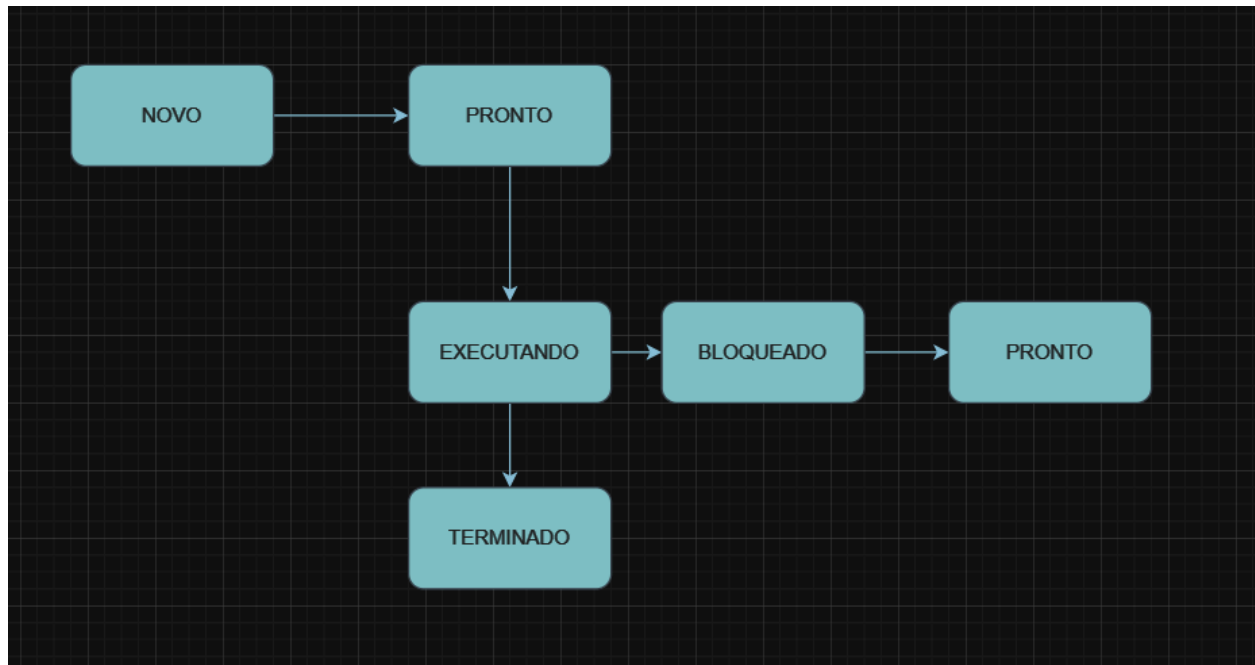 NOVO
PRONTO
EXECUTANDO
BLOQUEADO
PRONTO
TERMINADO